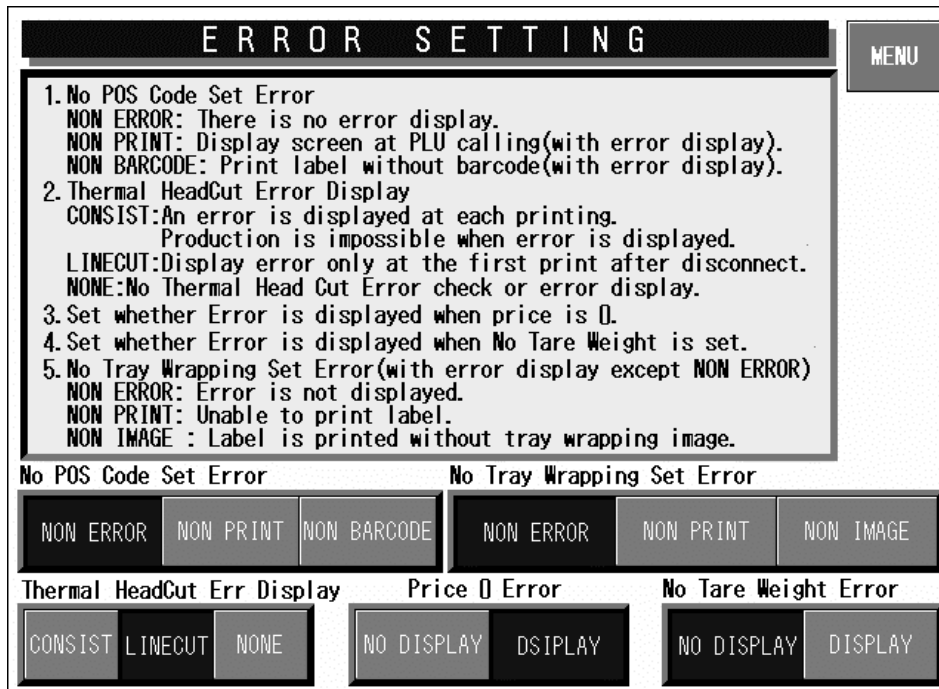 ERROR SETTING
MENU
1. No POS Code Set Error
NON ERROR: There is no error display.
NON PRINT: Display screen at PLU calling(with error display).
NON BARCODE: Print label without barcode(with error display).
2. Thermal HeadCut Error Display
CONSIST:An error is displayed at each printing.
Production is impossible when error is displayed.
LINECUT:Display error only at the first print after disconnect.
NONE:No Thermal Head Cut Error check or error display.
3. Set whether Error is displayed when price is 0.
4. Set whether Error is displayed when No Tare Weight is set.
5. No Tray Wrapping Set Error(with error display except NON ERROR)
NON ERROR: Error is not displayed.
NON PRINT: Unable to print label.
NON IMAGE : Label is printed without tray wrapping image.
No POS Code Set Error
NON ERROR NON PRINT NON BARCODE
No Tray Wrapping Set Error
NON ERROR NON PRINT NON IMAGE
Thermal HeadCut Err Display
CONSIST LINECUT NONE
Price 0 Error
NO DISPLAY DSIPLAY
No Tare Weight Error
NO DISPLAY DISPLAY